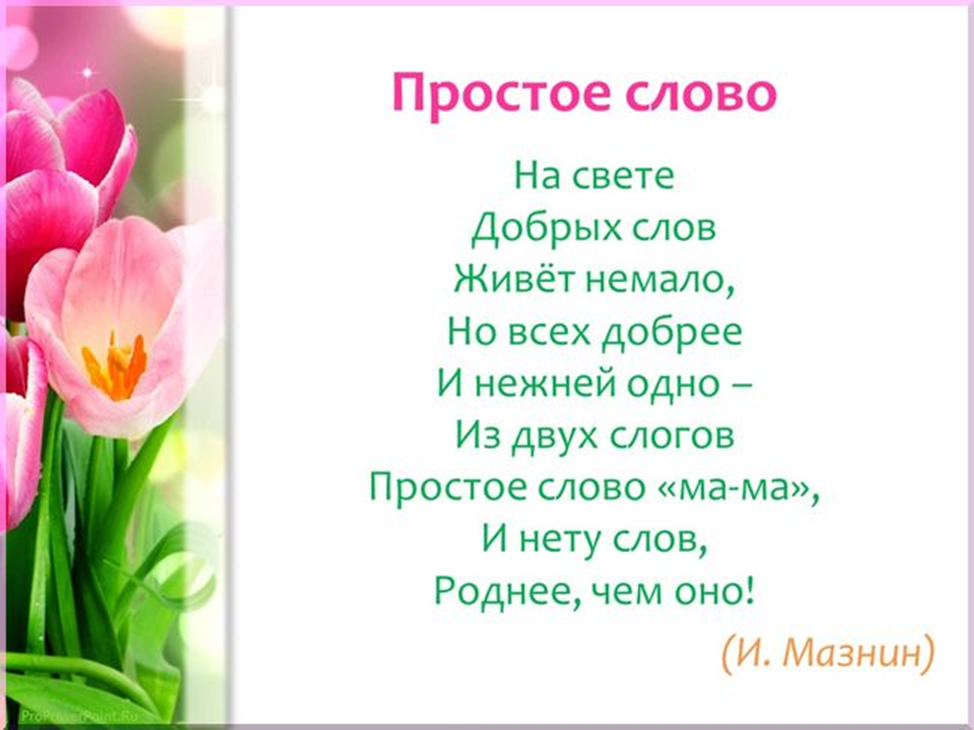 Простое слово
На свете
Добрых слов
Живёт немало,
Но всех добрее
И нежней одно –
Из двух слогов
Простое слово «ма-ма»,
И нету слов,
Роднее, чем оно!
(И. Мазнин)
ProPowerPoint.Ru